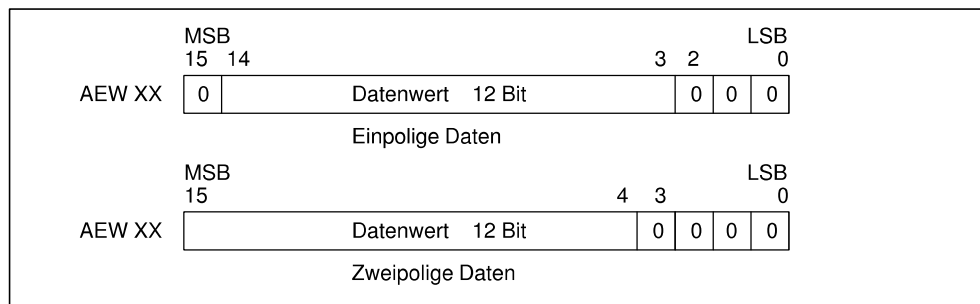 MSB LSB
15 14 3 2 0
AEW XX 0 Datenwert 12 Bit 0 0 0
Einpolige Daten
MSB LSB
15 4 3 0
AEW XX Datenwert 12 Bit 0 0 0 0
Zweipolige Daten